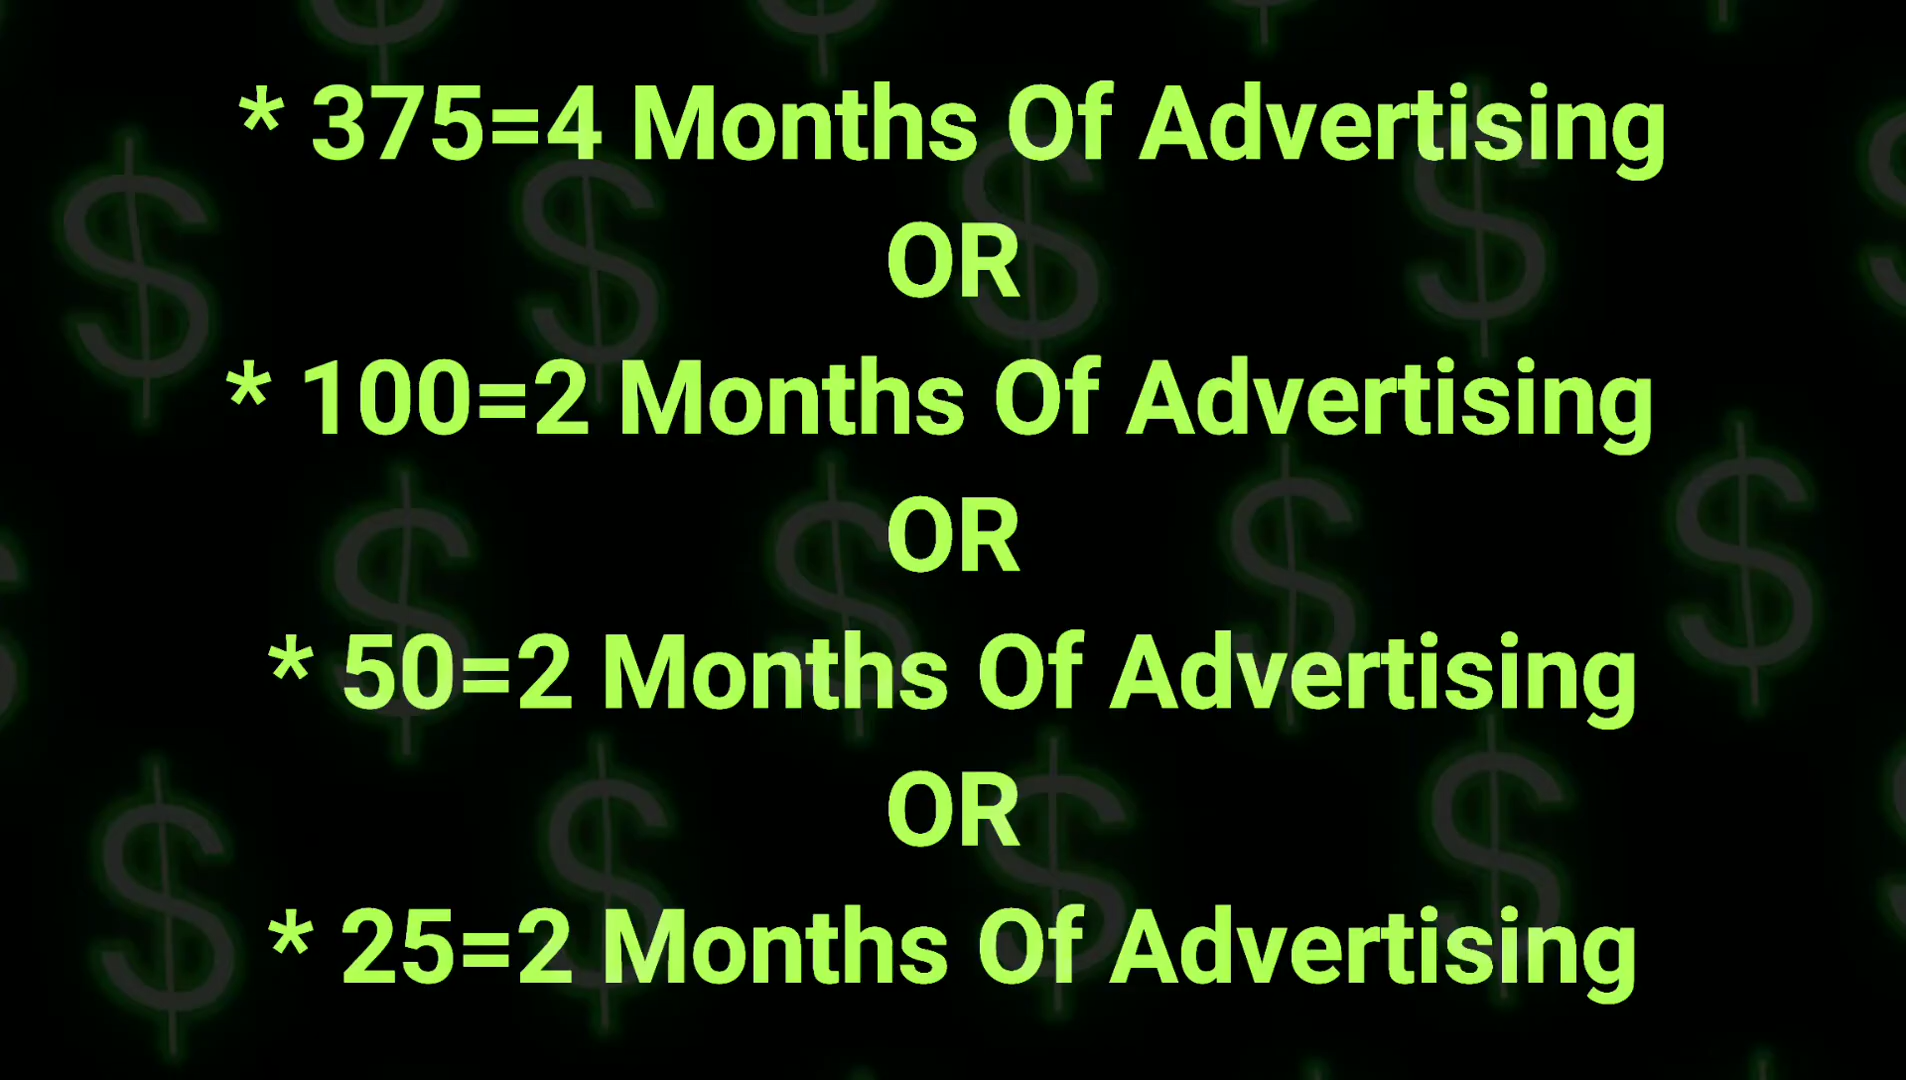 * 375=4 Months Of Advertising
OR
* 100=2 Months Of Advertising
OR
* 50=2 Months Of Advertising
OR
* 25=2 Months Of Advertising